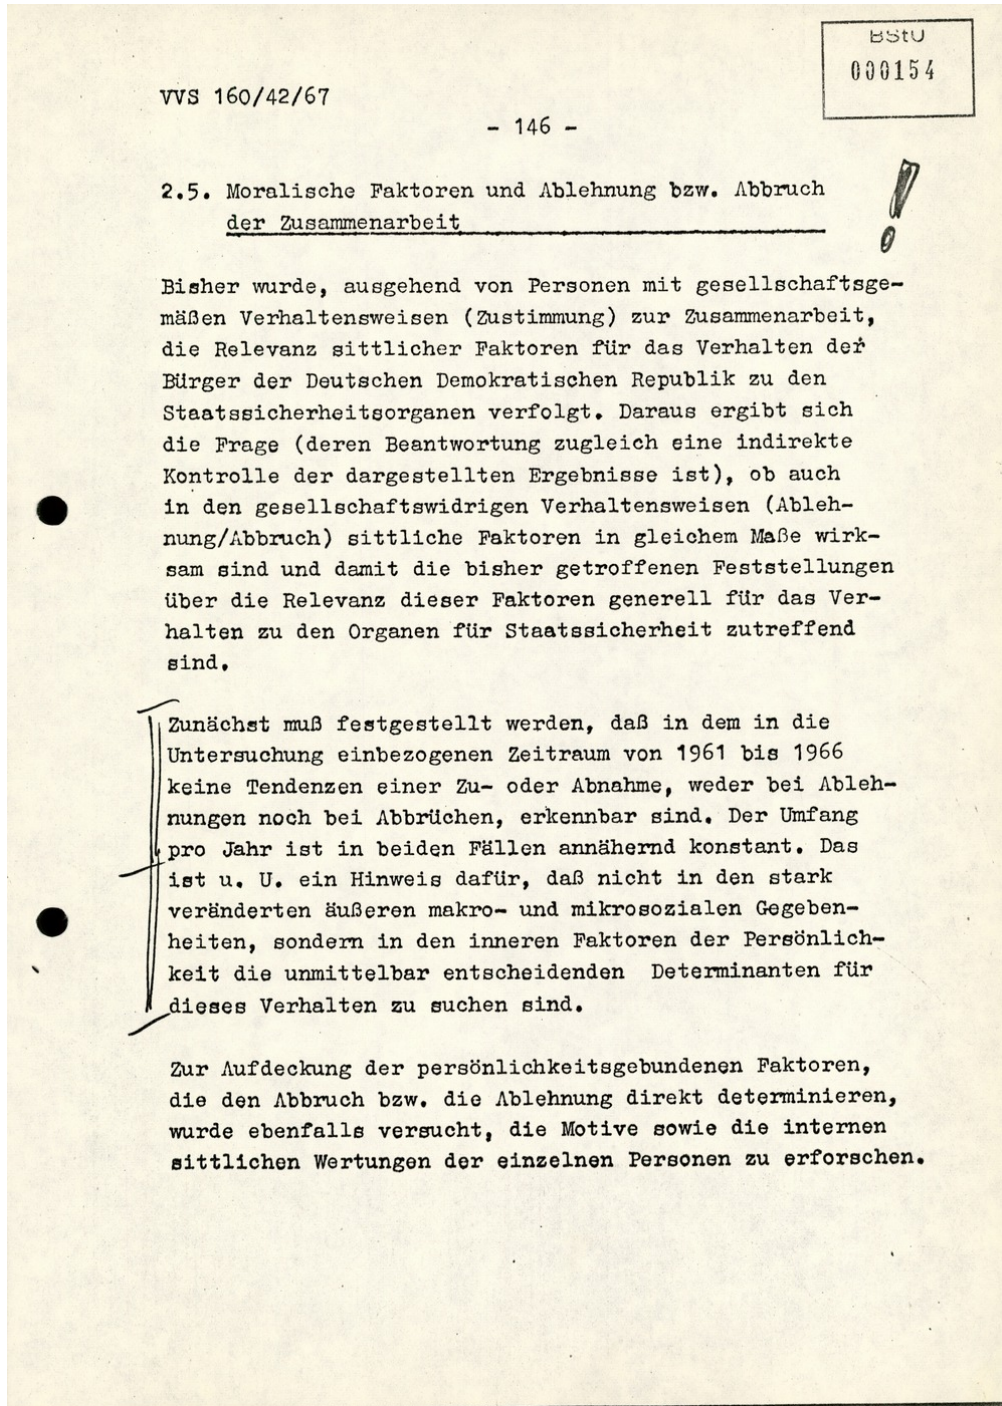 BStU
000154
VVS 160/42/67
- 146 -
2.5. Moralische Faktoren und Ablehnung bzw. Abbruch
der Zusammenarbeit
Bisher wurde, ausgehend von Personen mit gesellschaftsge-
mäßen Verhaltensweisen (Zustimmung) zur Zusammenarbeit,
die Relevanz sittlicher Faktoren für das Verhalten der
Bürger der Deutschen Demokratischen Republik zu den
Staatssicherheitsorganen verfolgt. Daraus ergibt sich
die Frage (deren Beantwortung zugleich eine indirekte
Kontrolle der dargestellten Ergebnisse ist), ob auch
in den gesellschaftswidrigen Verhaltensweisen (Ableh-
nung/Abbruch) sittliche Faktoren in gleichem Maße wirk-
sam sind und damit die bisher getroffenen Feststellungen
über die Relevanz dieser Faktoren generell für das Ver-
halten zu den Organen für Staatssicherheit zutreffend
sind.
Zunächst muß festgestellt werden, daß in dem in die
Untersuchung einbezogenen Zeitraum von 1961 bis 1966
keine Tendenzen einer Zu- oder Abnahme, weder bei Ableh-
nungen noch bei Abbrüchen, erkennbar sind. Der Umfang
pro Jahr ist in beiden Fällen annähernd konstant. Das
ist u. U. ein Hinweis dafür, daß nicht in den stark
veränderten äußeren makro- und mikrosozialen Gegeben-
heiten, sondern in den inneren Faktoren der Persönlich-
keit die unmittelbar entscheidenden Determinanten für
dieses Verhalten zu suchen sind.
Zur Aufdeckung der persönlichkeitsgebundenen Faktoren,
die den Abbruch bzw. die Ablehnung direkt determinieren,
wurde ebenfalls versucht, die Motive sowie die internen
sittlichen Wertungen der einzelnen Personen zu erforschen.